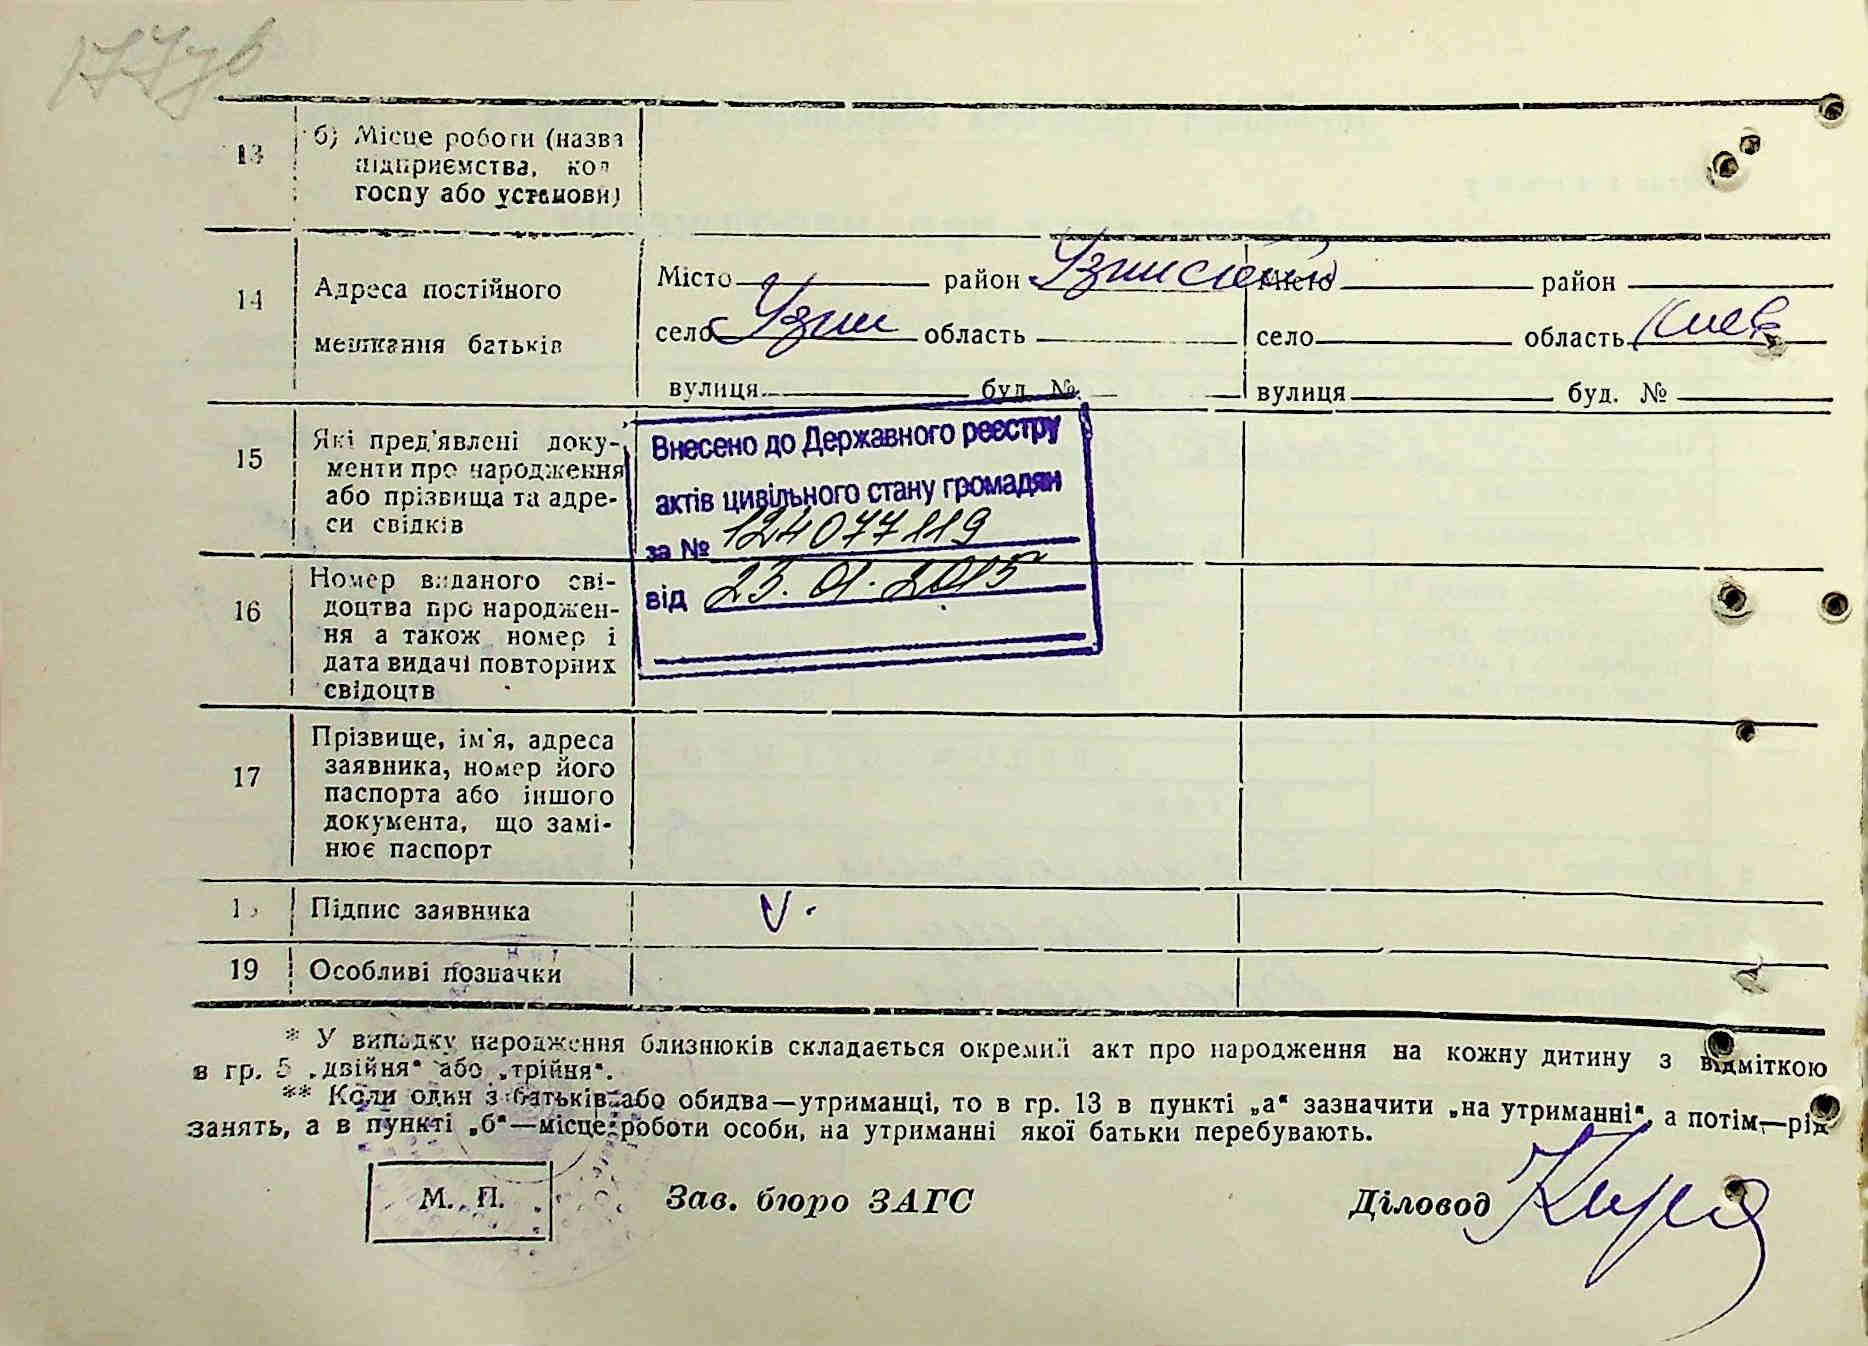 177зв
13 б) Місце роботи (назва
підприємства, кол
госпу або установи)
14 Адреса постійного
мешкання батьків
Місто район Узинский Місто район
село Узин область село область Киев
вулиця буд. № вулиця буд. №
15 Які пред'явлені доку-
менти про народження
або прізвища та адре-
си свідків
Внесено до Державного реєстру
актів цивільного стану громадян
за № 124077119
від 23.01.2015
16 Номер виданого сві-
доцтва про народжен-
ня а також номер і
дата видачі повторних
свідоцтв
17 Прізвище, ім'я, адреса
заявника, номер його
паспорта або іншого
документа, що замі-
нює паспорт
Підпис заявника V.
19 Особливі позначки
* У випадку народження близнюків складається окремий акт про народження на кожну дитину з відміткою
в гр. 5 „двійня“ або „трійня“.
** Коли один з батьків або обидва—утриманці, то в гр. 13 в пункті „а“ зазначити „на утриманні“, а потім—рід
занять, а в пункті „б“—місце роботи особи, на утриманні якої батьки перебувають.
М. П. Зав. бюро ЗАГС Діловод